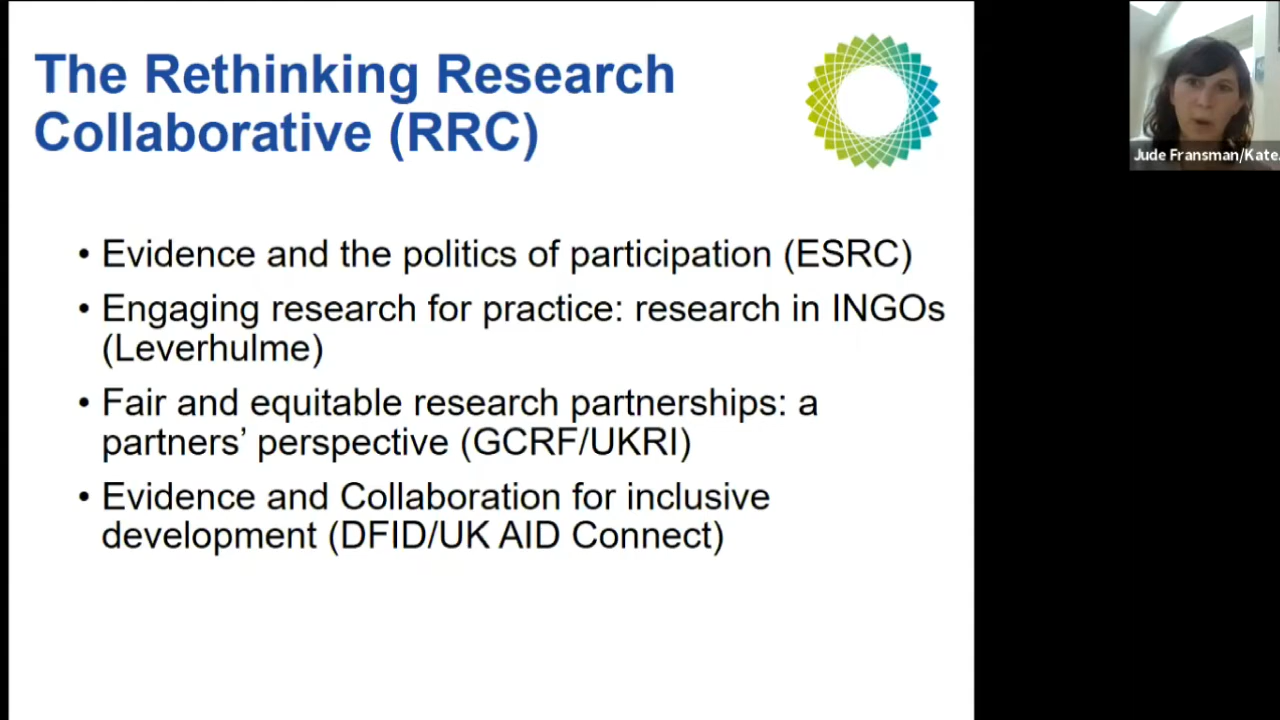 The Rethinking Research
Collaborative (RRC)
• Evidence and the politics of participation (ESRC)
• Engaging research for practice: research in INGOs
(Leverhulme)
• Fair and equitable research partnerships: a
partners’ perspective (GCRF/UKRI)
• Evidence and Collaboration for inclusive
development (DFID/UK AID Connect)
Jude Fransman/Kate.